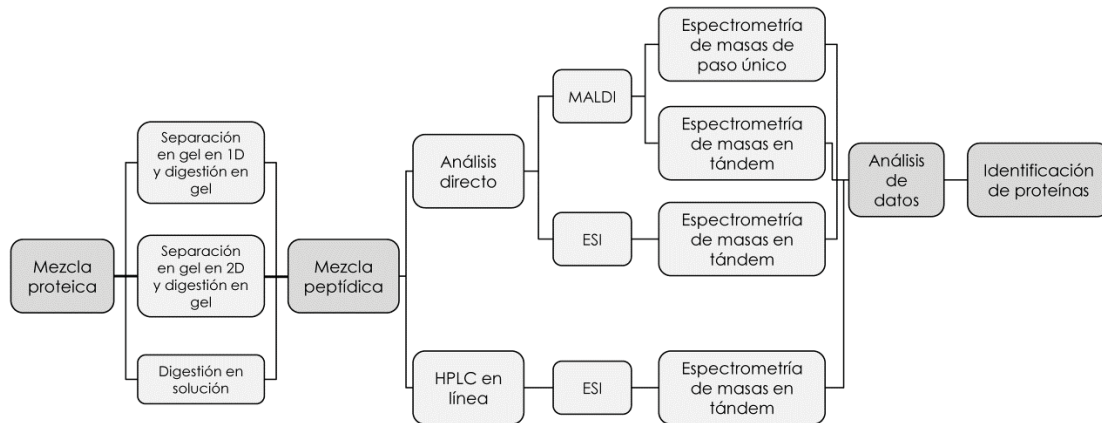 Mezcla
proteica
Separación
en gel en 1D
y digestión en
gel
Separación
en gel en 2D
y digestión en
gel
Digestión en
solución
Mezcla
peptídica
Análisis
directo
HPLC en
línea
MALDI
ESI
ESI
Espectrometría
de masas de
paso único
Espectrometría
de masas en
tándem
Espectrometría
de masas en
tándem
Espectrometría
de masas en
tándem
Análisis
de
datos
Identificación
de proteínas